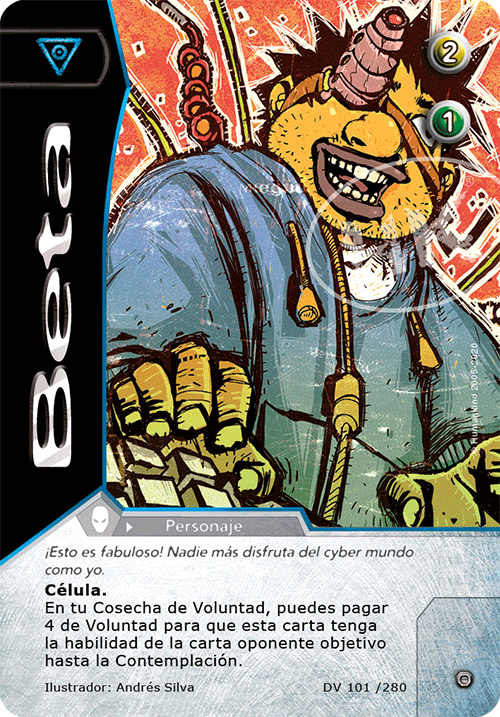 2
1
Beta
Personaje
¡Esto es fabuloso! Nadie más disfruta del cyber mundo
como yo.
Célula.
En tu Cosecha de Voluntad, puedes pagar
4 de Voluntad para que esta carta tenga
la habilidad de la carta oponente objetivo
hasta la Contemplación.
Ilustrador: Andrés Silva
DV 101 /280